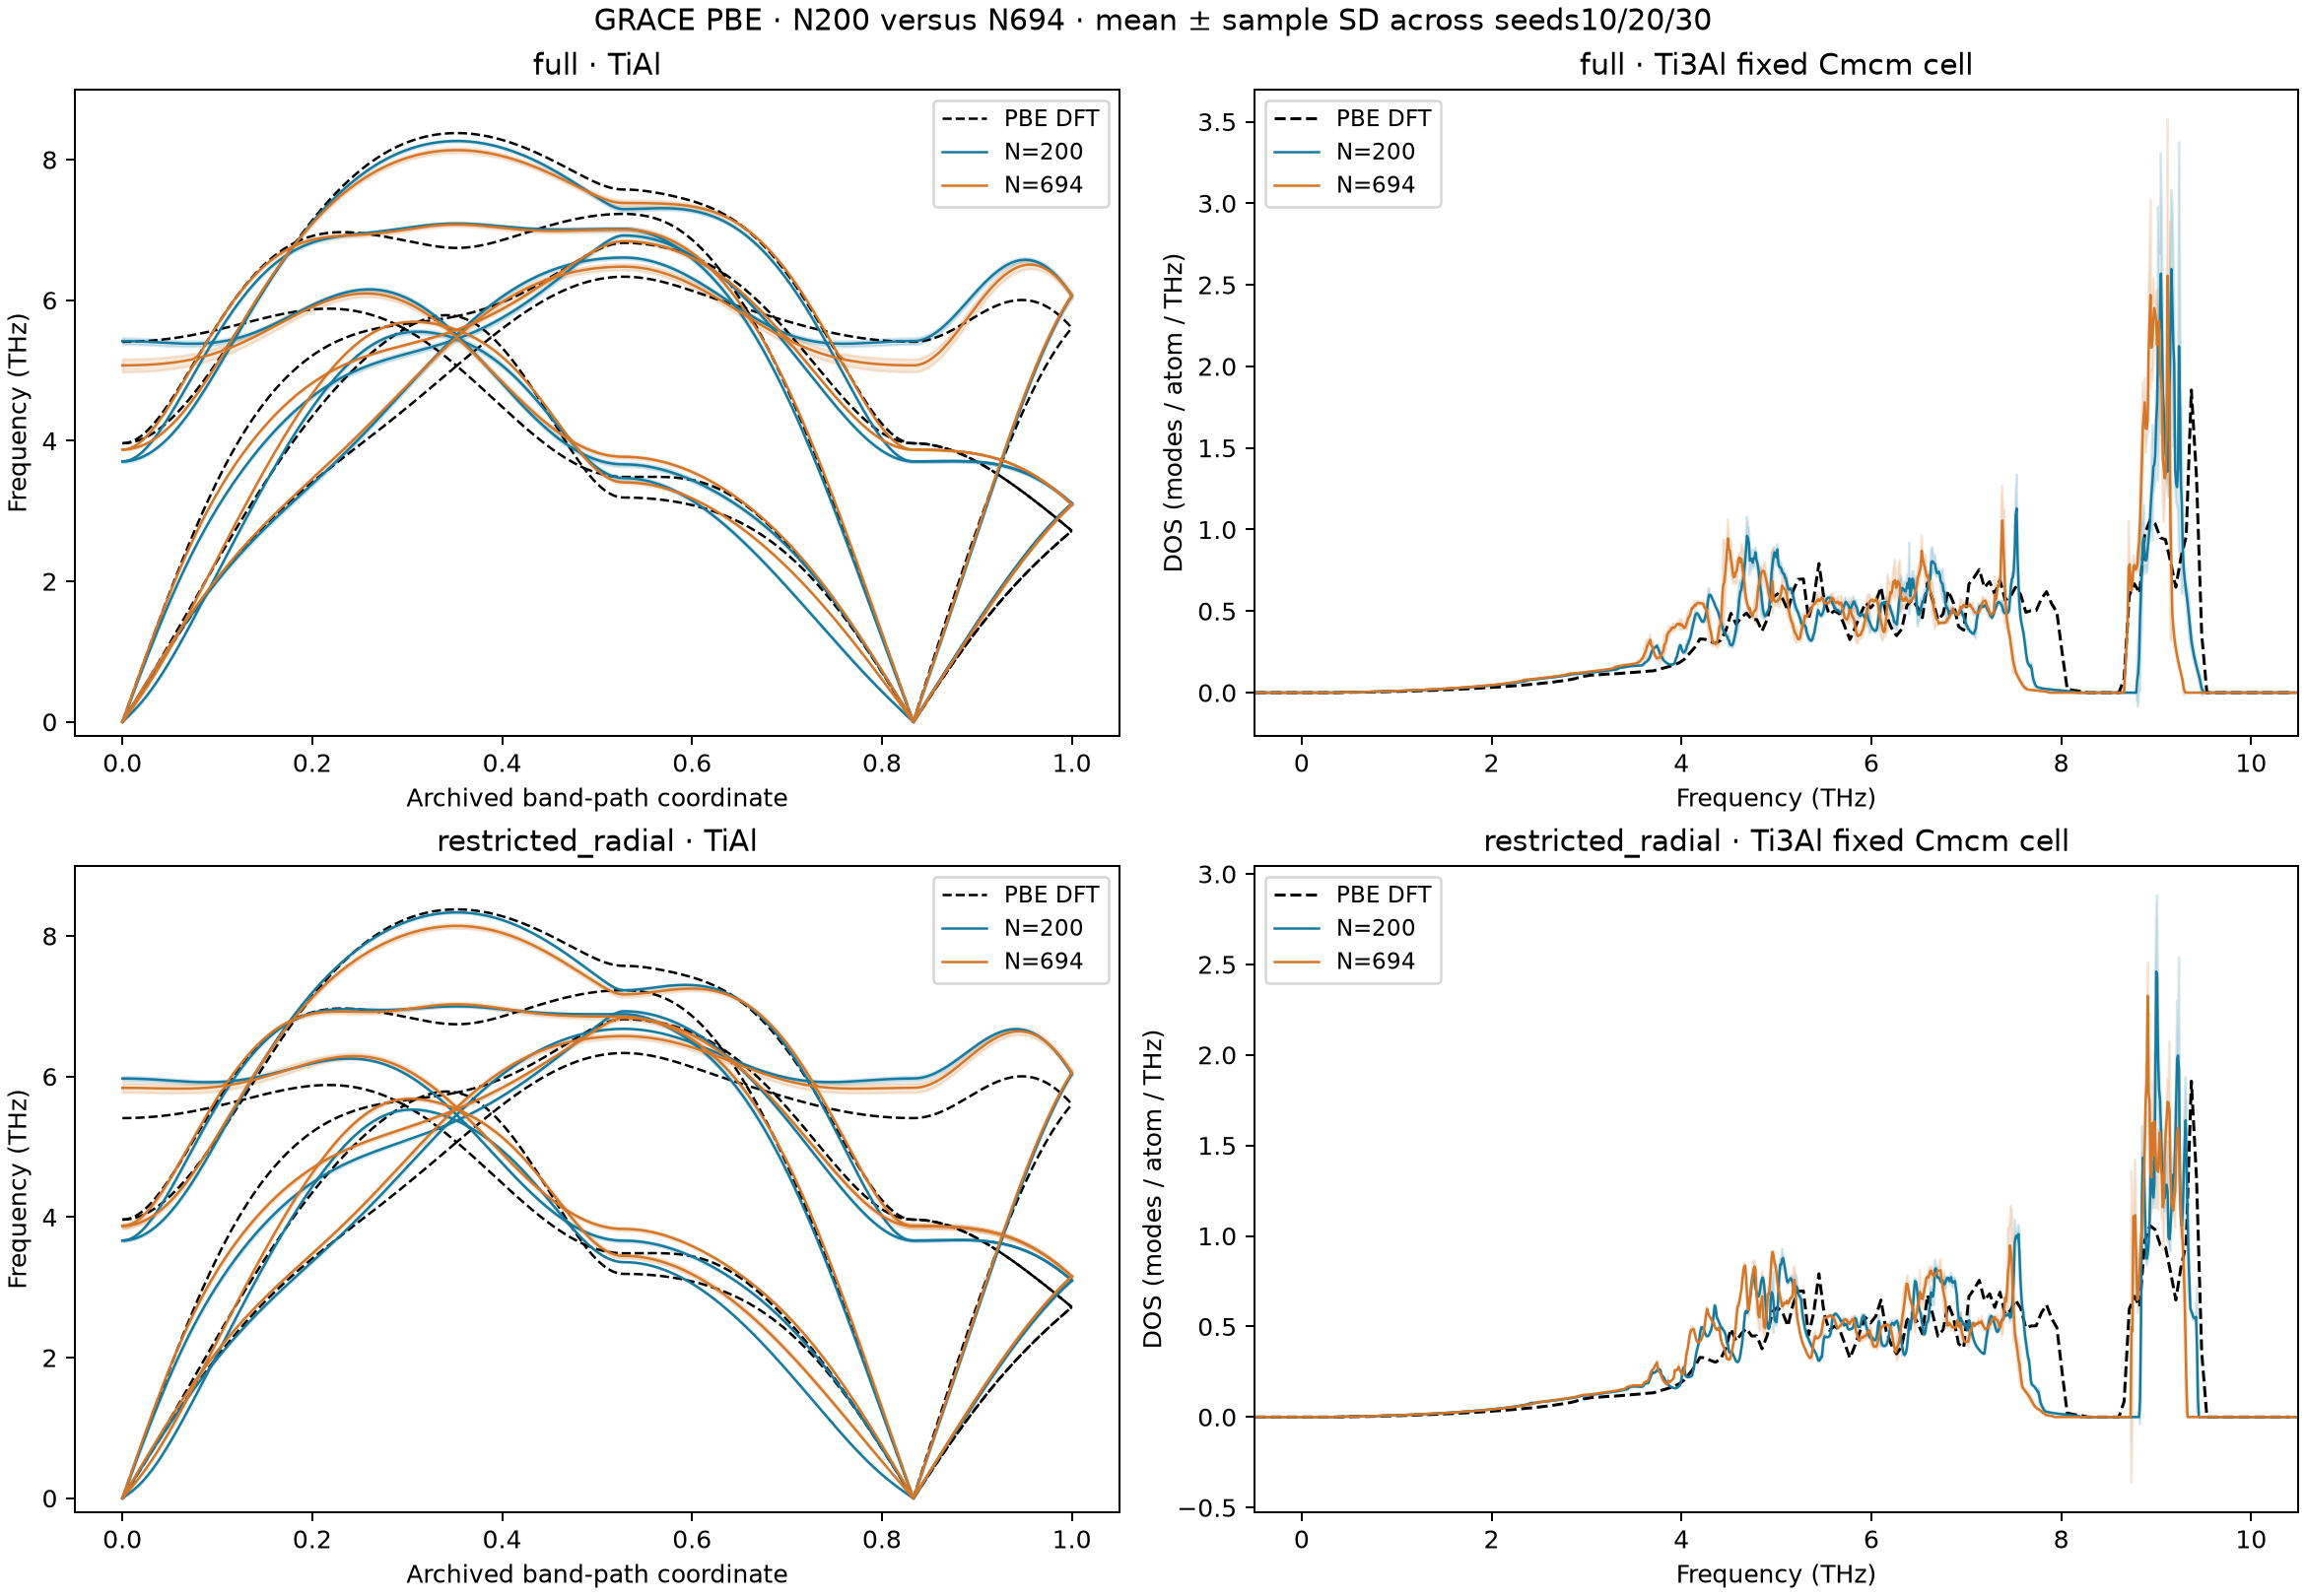 GRACE PBE · N200 versus N694 · mean ± sample SD across seeds10/20/30
full · TiAl
PBE DFT
N=200
N=694
Frequency (THz)
8
6
4
2
0
0.0 0.2 0.4 0.6 0.8 1.0
Archived band-path coordinate
full · Ti3Al fixed Cmcm cell
PBE DFT
N=200
N=694
DOS (modes / atom / THz)
3.5
3.0
2.5
2.0
1.5
1.0
0.5
0.0
0 2 4 6 8 10
Frequency (THz)
restricted_radial · TiAl
PBE DFT
N=200
N=694
Frequency (THz)
8
6
4
2
0
0.0 0.2 0.4 0.6 0.8 1.0
Archived band-path coordinate
restricted_radial · Ti3Al fixed Cmcm cell
PBE DFT
N=200
N=694
DOS (modes / atom / THz)
3.0
2.5
2.0
1.5
1.0
0.5
0.0
−0.5
0 2 4 6 8 10
Frequency (THz)